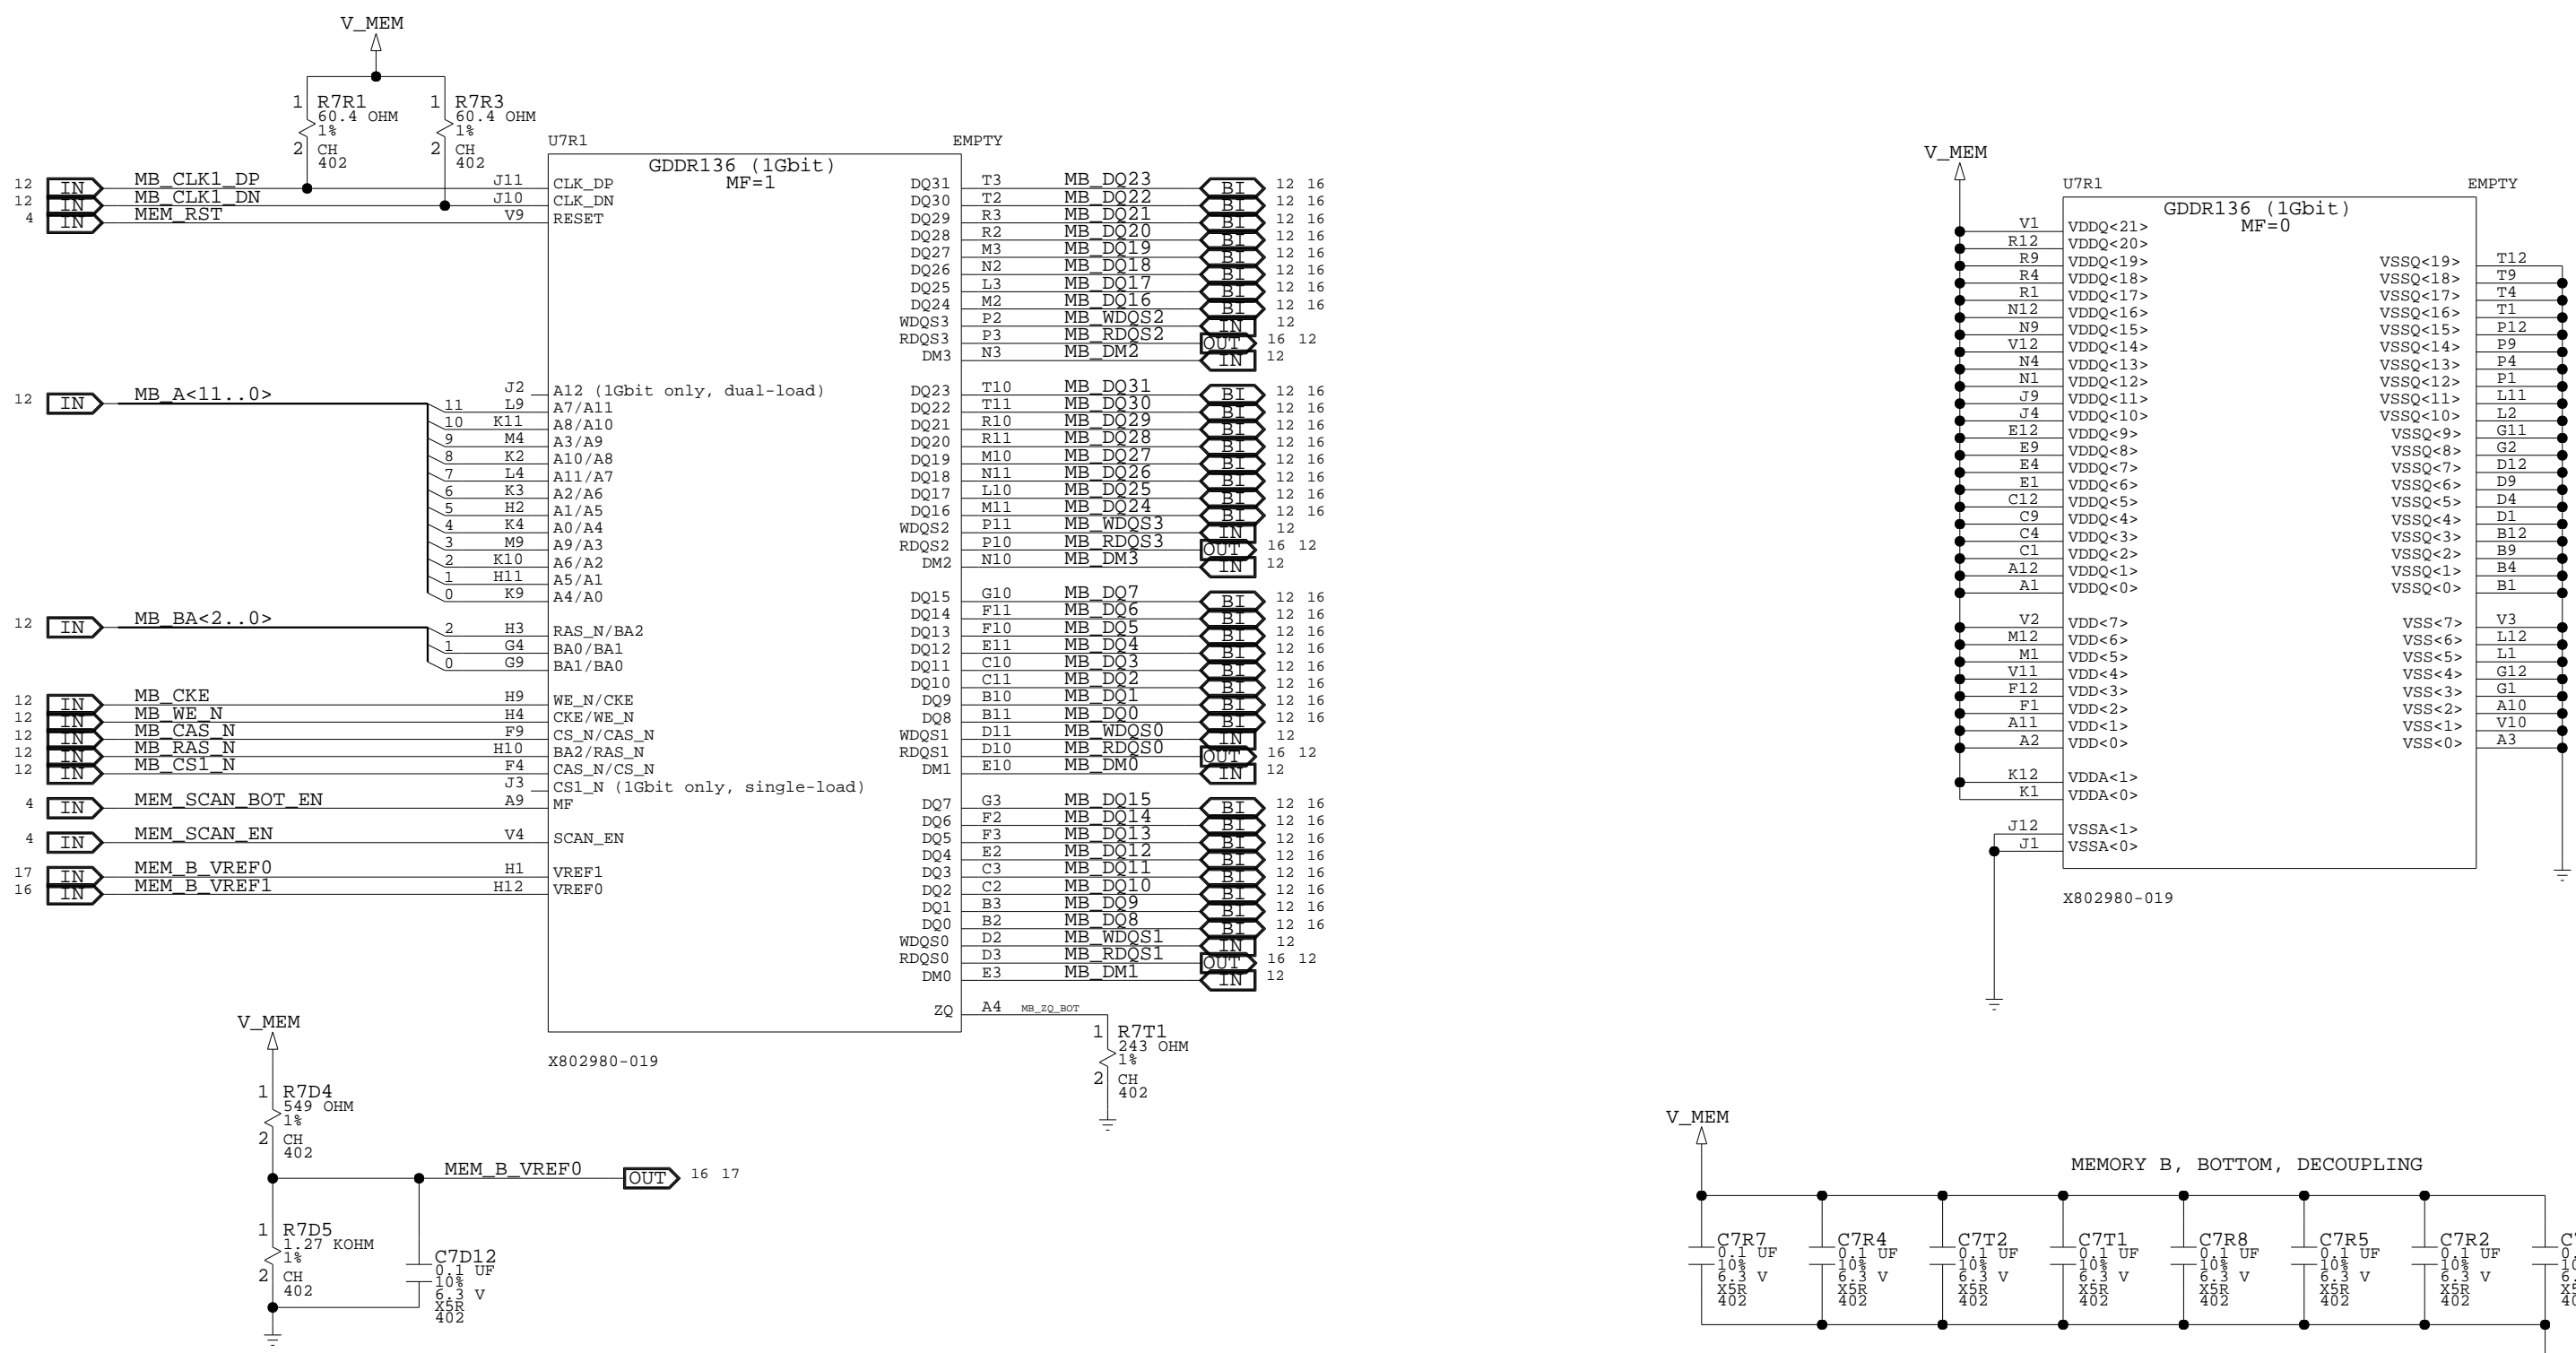 V_MEM
1 R7R1
60.4 OHM
1%
2 CH
402
1 R7R3
60.4 OHM
1%
2 CH
402
U7R1 EMPTY
GDDR136 (1Gbit)
MF=1
12 IN MB_CLK1_DP J11 CLK_DP
12 IN MB_CLK1_DN J10 CLK_DN
4 IN MEM_RST V9 RESET
J2 A12 (1Gbit only, dual-load)
12 IN MB_A<11..0>
11 L9 A7/A11
10 K11 A8/A10
9 M4 A3/A9
8 K2 A10/A8
7 L4 A11/A7
6 K3 A2/A6
5 H2 A1/A5
4 K4 A0/A4
3 M9 A9/A3
2 K10 A6/A2
1 H11 A5/A1
0 K9 A4/A0
12 IN MB_BA<2..0>
2 H3 RAS_N/BA2
1 G4 BA0/BA1
0 G9 BA1/BA0
12 IN MB_CKE H9 WE_N/CKE
12 IN MB_WE_N H4 CKE/WE_N
12 IN MB_CAS_N F9 CS_N/CAS_N
12 IN MB_RAS_N H10 BA2/RAS_N
12 IN MB_CS1_N F4 CAS_N/CS_N
J3 CS1_N (1Gbit only, single-load)
4 IN MEM_SCAN_BOT_EN A9 MF
4 IN MEM_SCAN_EN V4 SCAN_EN
17 IN MEM_B_VREF0 H1 VREF1
16 IN MEM_B_VREF1 H12 VREF0
DQ31 T3 MB_DQ23 BI 12 16
DQ30 T2 MB_DQ22 BI 12 16
DQ29 R3 MB_DQ21 BI 12 16
DQ28 R2 MB_DQ20 BI 12 16
DQ27 M3 MB_DQ19 BI 12 16
DQ26 N2 MB_DQ18 BI 12 16
DQ25 L3 MB_DQ17 BI 12 16
DQ24 M2 MB_DQ16 BI 12 16
WDQS3 P2 MB_WDQS2 IN 12
RDQS3 P3 MB_RDQS2 OUT 16 12
DM3 N3 MB_DM2 IN 12
DQ23 T10 MB_DQ31 BI 12 16
DQ22 T11 MB_DQ30 BI 12 16
DQ21 R10 MB_DQ29 BI 12 16
DQ20 R11 MB_DQ28 BI 12 16
DQ19 M10 MB_DQ27 BI 12 16
DQ18 N11 MB_DQ26 BI 12 16
DQ17 L10 MB_DQ25 BI 12 16
DQ16 M11 MB_DQ24 BI 12 16
WDQS2 P11 MB_WDQS3 IN 12
RDQS2 P10 MB_RDQS3 OUT 16 12
DM2 N10 MB_DM3 IN 12
DQ15 G10 MB_DQ7 BI 12 16
DQ14 F11 MB_DQ6 BI 12 16
DQ13 F10 MB_DQ5 BI 12 16
DQ12 E11 MB_DQ4 BI 12 16
DQ11 C10 MB_DQ3 BI 12 16
DQ10 C11 MB_DQ2 BI 12 16
DQ9 B10 MB_DQ1 BI 12 16
DQ8 B11 MB_DQ0 BI 12 16
WDQS1 D11 MB_WDQS0 IN 12
RDQS1 D10 MB_RDQS0 OUT 16 12
DM1 E10 MB_DM0 IN 12
DQ7 G3 MB_DQ15 BI 12 16
DQ6 F2 MB_DQ14 BI 12 16
DQ5 F3 MB_DQ13 BI 12 16
DQ4 E2 MB_DQ12 BI 12 16
DQ3 C3 MB_DQ11 BI 12 16
DQ2 C2 MB_DQ10 BI 12 16
DQ1 B3 MB_DQ9 BI 12 16
DQ0 B2 MB_DQ8 BI 12 16
WDQS0 D2 MB_WDQS1 IN 12
RDQS0 D3 MB_RDQS1 OUT 16 12
DM0 E3 MB_DM1 IN 12
ZQ A4 MB_ZQ_BOT
X802980-019
1 R7T1
243 OHM
1%
2 CH
402
V_MEM
1 R7D4
549 OHM
1%
2 CH
402
MEM_B_VREF0 OUT 16 17
1 R7D5
1.27 KOHM
1%
2 CH
402
C7D12
0.1 UF
10%
6.3 V
X5R
402
V_MEM
U7R1 EMPTY
GDDR136 (1Gbit)
MF=0
V1 VDDQ<21>
R12 VDDQ<20>
R9 VDDQ<19> VSSQ<19> T12
R4 VDDQ<18> VSSQ<18> T9
R1 VDDQ<17> VSSQ<17> T4
N12 VDDQ<16> VSSQ<16> T1
N9 VDDQ<15> VSSQ<15> P12
V12 VDDQ<14> VSSQ<14> P9
N4 VDDQ<13> VSSQ<13> P4
N1 VDDQ<12> VSSQ<12> P1
J9 VDDQ<11> VSSQ<11> L11
J4 VDDQ<10> VSSQ<10> L2
E12 VDDQ<9> VSSQ<9> G11
E9 VDDQ<8> VSSQ<8> G2
E4 VDDQ<7> VSSQ<7> D12
E1 VDDQ<6> VSSQ<6> D9
C12 VDDQ<5> VSSQ<5> D4
C9 VDDQ<4> VSSQ<4> D1
C4 VDDQ<3> VSSQ<3> B12
C1 VDDQ<2> VSSQ<2> B9
A12 VDDQ<1> VSSQ<1> B4
A1 VDDQ<0> VSSQ<0> B1
V2 VDD<7> VSS<7> V3
M12 VDD<6> VSS<6> L12
M1 VDD<5> VSS<5> L1
V11 VDD<4> VSS<4> G12
F12 VDD<3> VSS<3> G1
F1 VDD<2> VSS<2> A10
A11 VDD<1> VSS<1> V10
A2 VDD<0> VSS<0> A3
K12 VDDA<1>
K1 VDDA<0>
J12 VSSA<1>
J1 VSSA<0>
X802980-019
V_MEM
MEMORY B, BOTTOM, DECOUPLING
C7R7 C7R4 C7T2 C7T1 C7R8 C7R5 C7R2
0.1 UF 0.1 UF 0.1 UF 0.1 UF 0.1 UF 0.1 UF 0.1 UF
10% 10% 10% 10% 10% 10% 10%
6.3 V 6.3 V 6.3 V 6.3 V 6.3 V 6.3 V 6.3 V
X5R X5R X5R X5R X5R X5R X5R
402 402 402 402 402 402 402